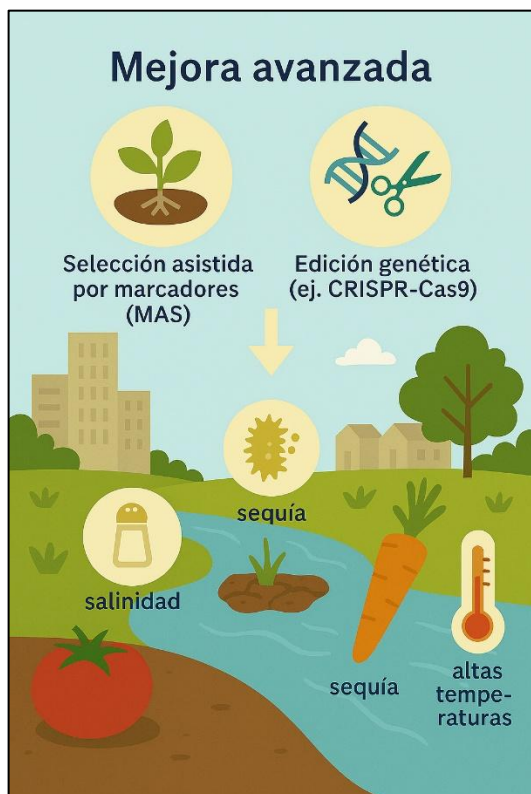 Mejora avanzada
Selección asistida
por marcadores
(MAS)
Edición genética
(ej. CRISPR-Cas9)
sequía
salinidad
sequía
altas
tempe-
raturas